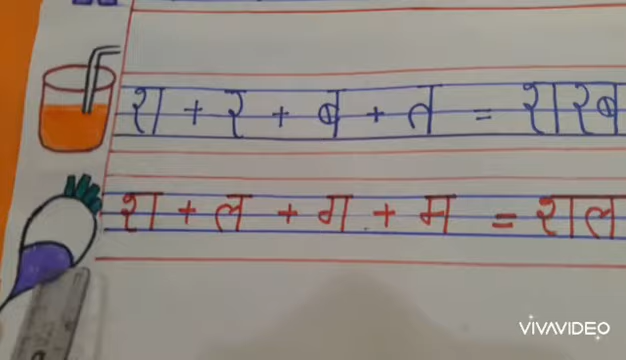 श + र + ब + त = शरब
श + ल + ग + म = शल
VIVAVIDEO